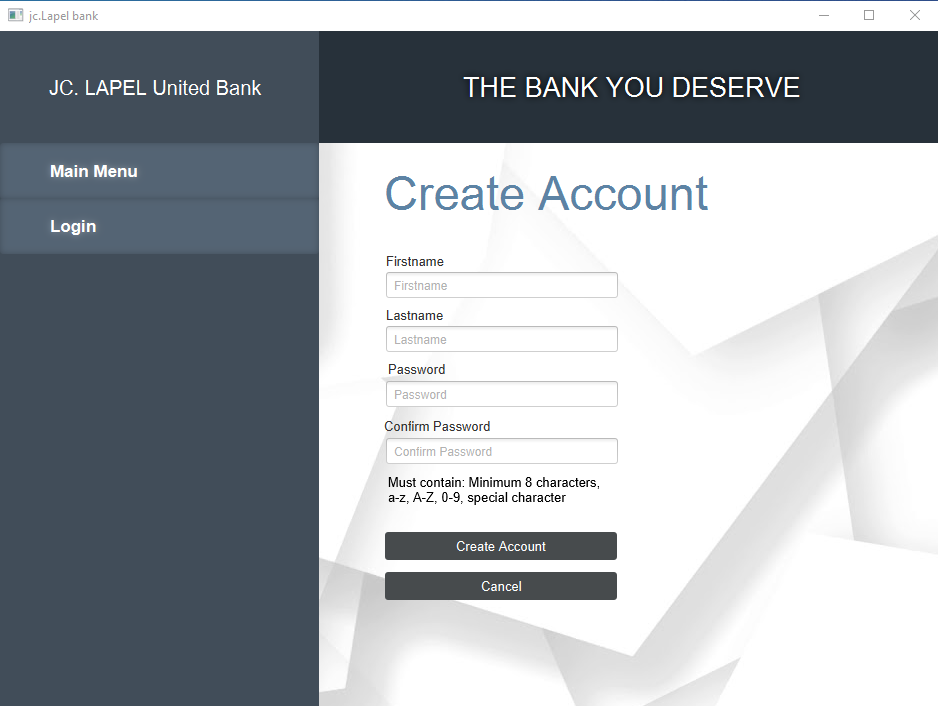 jc.Lapel bank
JC. LAPEL United Bank
THE BANK YOU DESERVE
Main Menu
Login
Create Account
Firstname
Firstname
Lastname
Lastname
Password
Password
Confirm Password
Confirm Password
Must contain: Minimum 8 characters,
a-z, A-Z, 0-9, special character
Create Account
Cancel